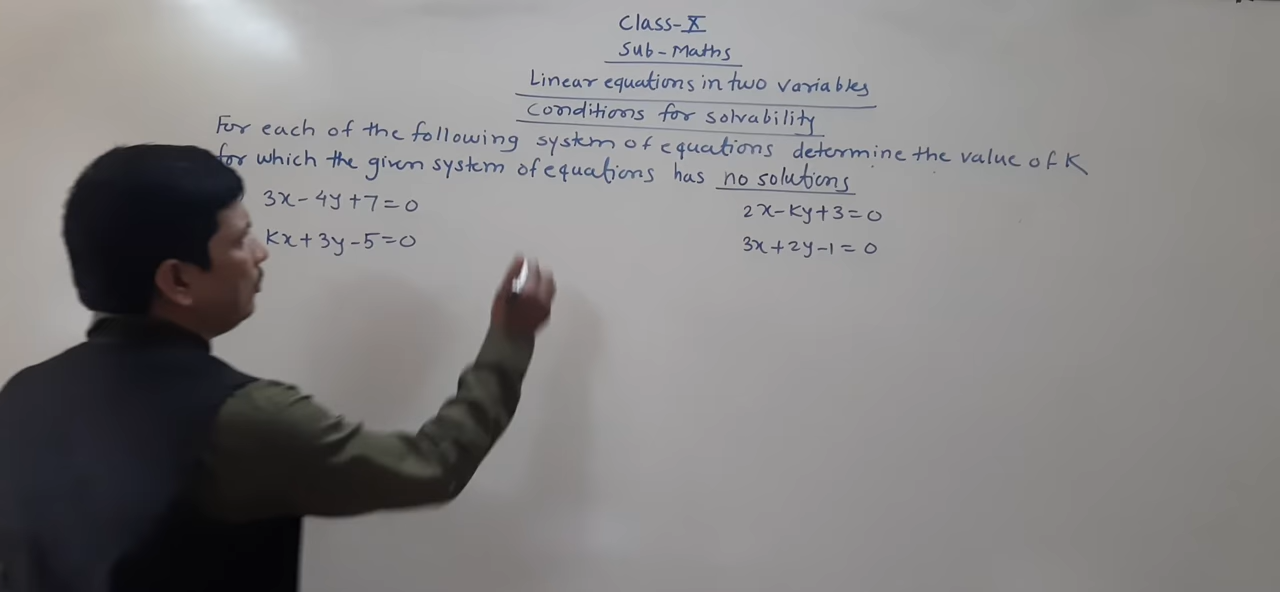 Class-X
Sub-Maths
Linear equations in two variables
Conditions for solvability
For each of the following system of equations determine the value of K
for which the given system of equations has no solutions
3x-4y+7=0
Kx+3y-5=0
2x-Ky+3=0
3x+2y-1=0